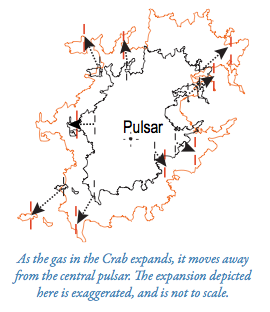 Pulsar
As the gas in the Crab expands, it moves away
from the central pulsar. The expansion depicted
here is exaggerated, and is not to scale.